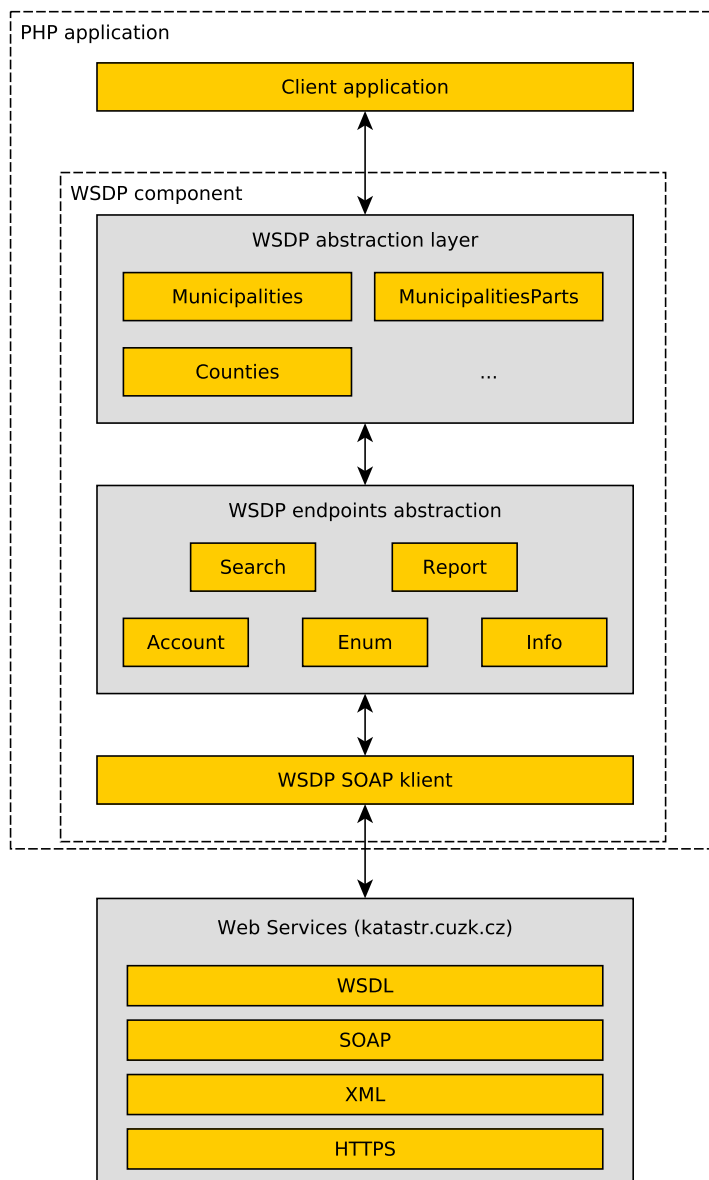 PHP application
Client application
WSDP component
WSDP abstraction layer
Municipalities
MunicipalitiesParts
Counties
...
WSDP endpoints abstraction
Search
Report
Account
Enum
Info
WSDP SOAP klient
Web Services (katastr.cuzk.cz)
WSDL
SOAP
XML
HTTPS